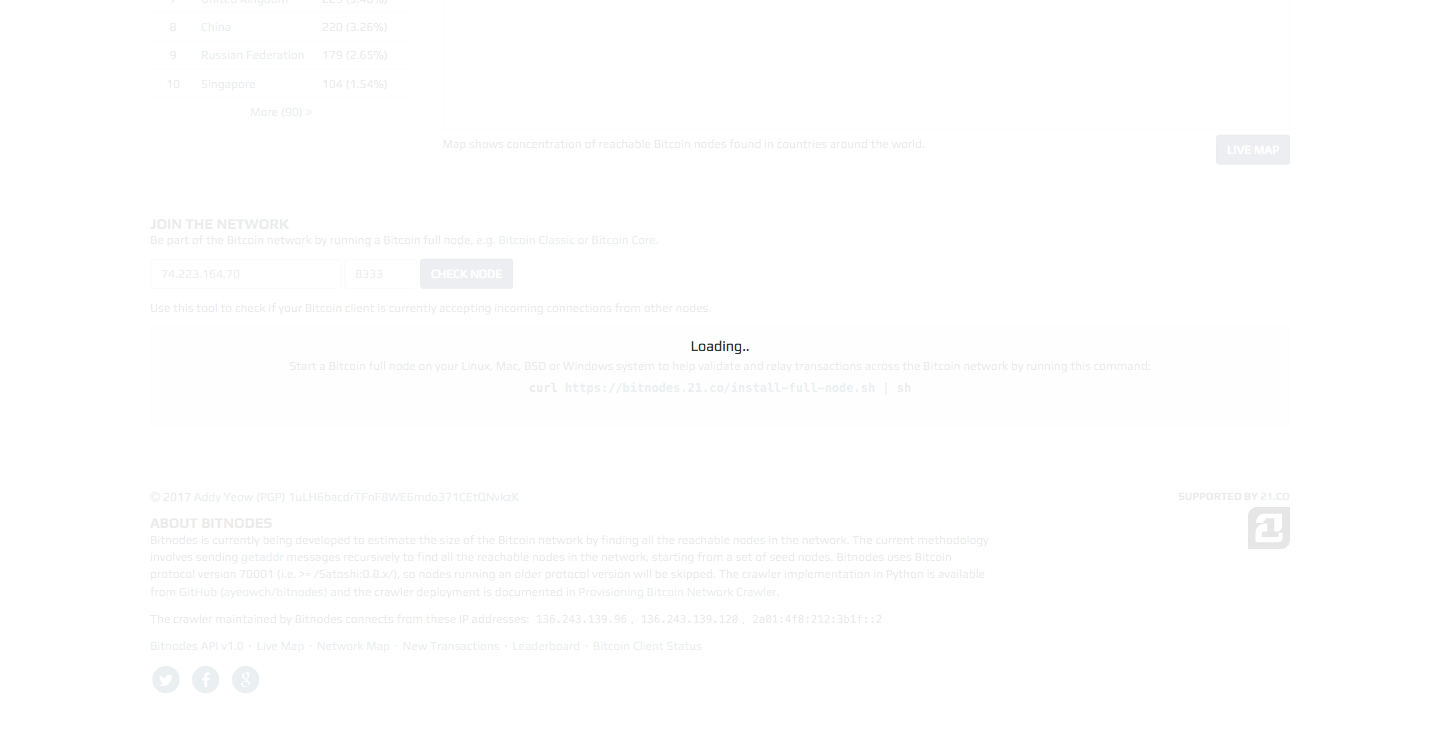 8 China 220 (3.26%)
9 Russian Federation 179 (2.65%)
10 Singapore 104 (1.54%)
More (90) »
Map shows concentration of reachable Bitcoin nodes found in countries around the world.
LIVE MAP
JOIN THE NETWORK
Be part of the Bitcoin network by running a Bitcoin full node, e.g. Bitcoin Classic or Bitcoin Core.
74.223.164.70 8333 CHECK NODE
Use this tool to check if your Bitcoin client is currently accepting incoming connections from other nodes.
Loading..
Start a Bitcoin full node on your Linux, Mac, BSD or Windows system to help validate and relay transactions across the Bitcoin network by running this command:
curl https://bitnodes.21.co/install-full-node.sh | sh
© 2017 Addy Yeow (PGP)
SUPPORTED BY 21.CO
21
ABOUT BITNODES
Bitnodes is currently being developed to estimate the size of the Bitcoin network by finding all the reachable nodes in the network. The current methodology
involves sending getaddr messages recursively to find all the reachable nodes in the network, starting from a set of seed nodes. Bitnodes uses Bitcoin
protocol version 70001 (i.e. >= /Satoshi:0.8.x/), so nodes running an older protocol version will be skipped. The crawler implementation in Python is available
from GitHub (ayeowch/bitnodes) and the crawler deployment is documented in Provisioning Bitcoin Network Crawler.
The crawler maintained by Bitnodes connects from these IP addresses: 136.243.139.96 , 136.243.139.120 , 2a01:4f8:212:3b1f::2
Bitnodes API v1.0 · Live Map · Network Map · New Transactions · Leaderboard · Bitcoin Client Status